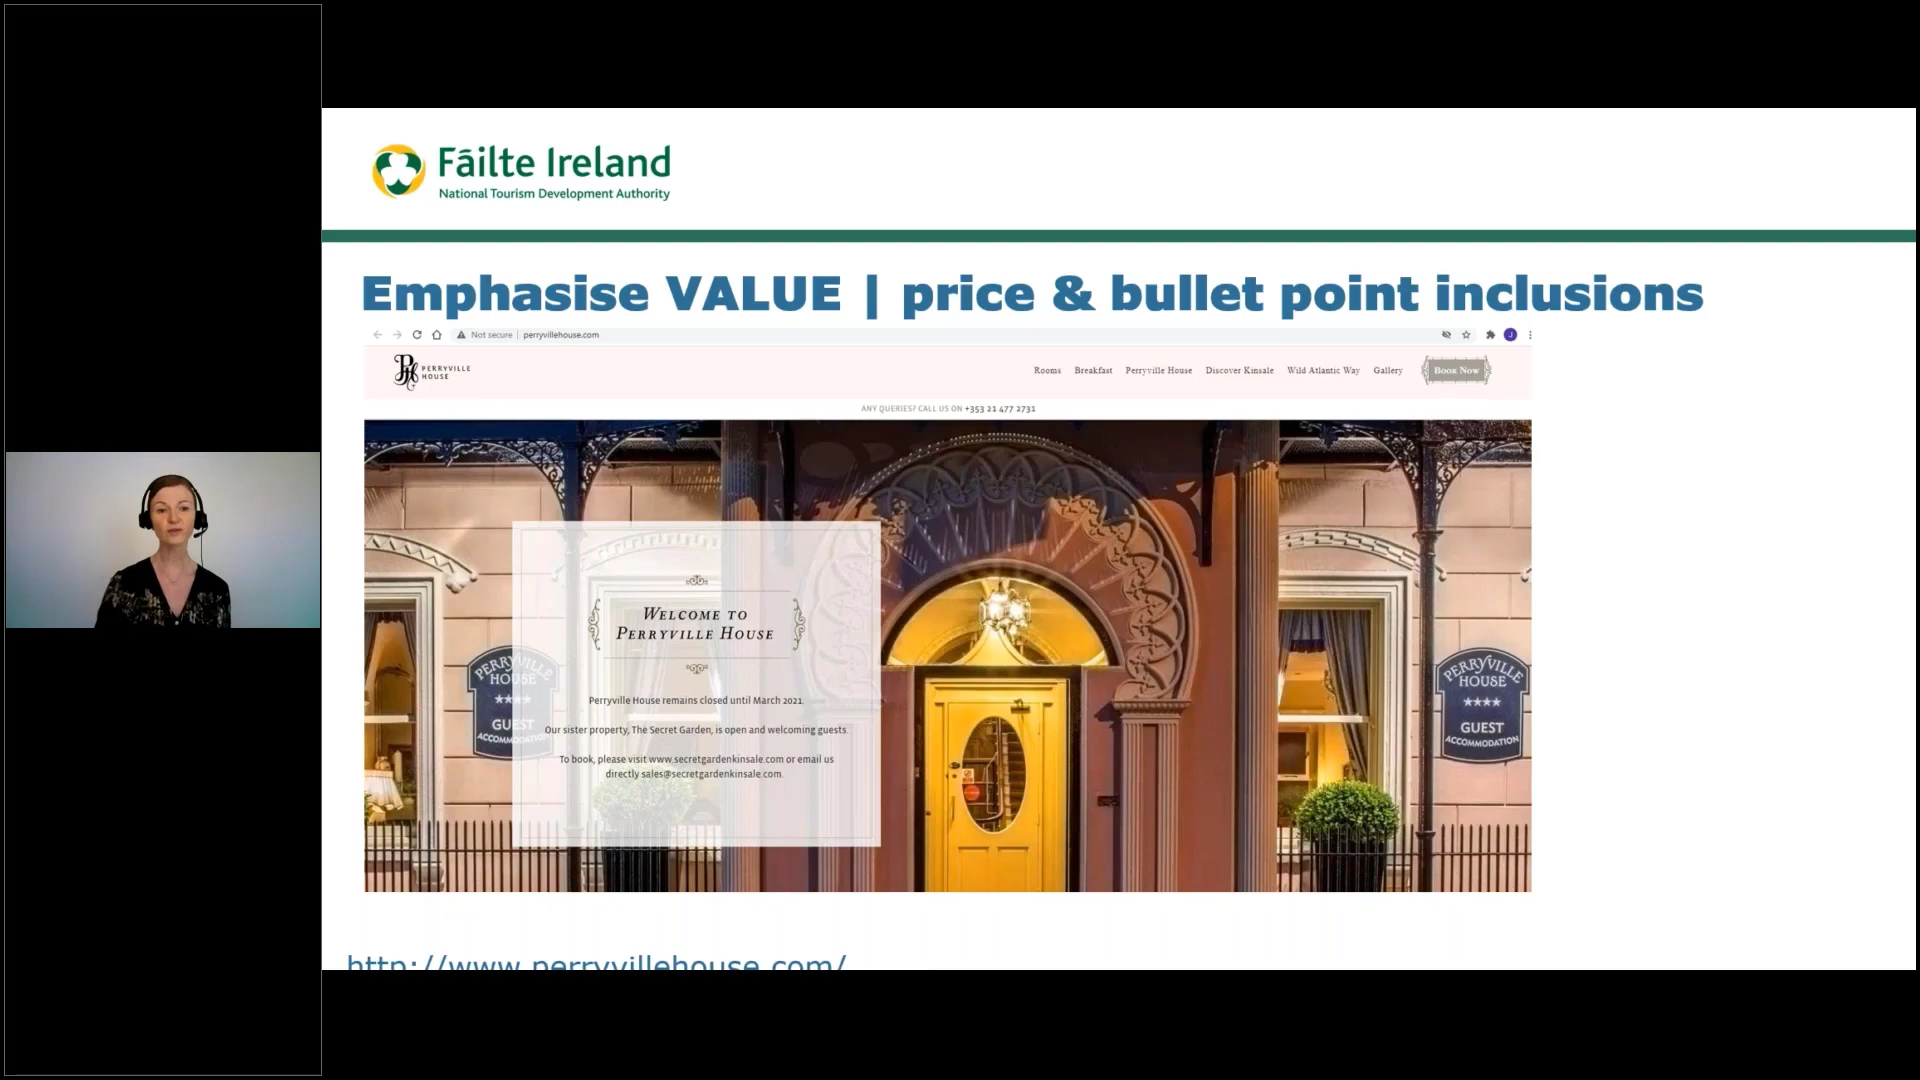 Fáilte Ireland
National Tourism Development Authority
Emphasise VALUE | price & bullet point inclusions
Not secure | perryvillehouse.com
J
PERRYVILLE
HOUSE
Rooms Breakfast Perryville House Discover Kinsale Wild Atlantic Way Gallery Book Now
ANY QUERIES? CALL US ON +353 21 477 2731
Welcome to
Perryville House
Perryville House remains closed until March 2021.
Our sister property, The Secret Garden, is open and welcoming guests.
To book, please visit www.secretgardenkinsale.com or email us
directly sales@secretgardenkinsale.com.
PERRYVILLE
HOUSE
GUEST
ACCOMMODATION
PERRYVILLE
HOUSE
GUEST
ACCOMMODATION
http://www.perryvillehouse.com/